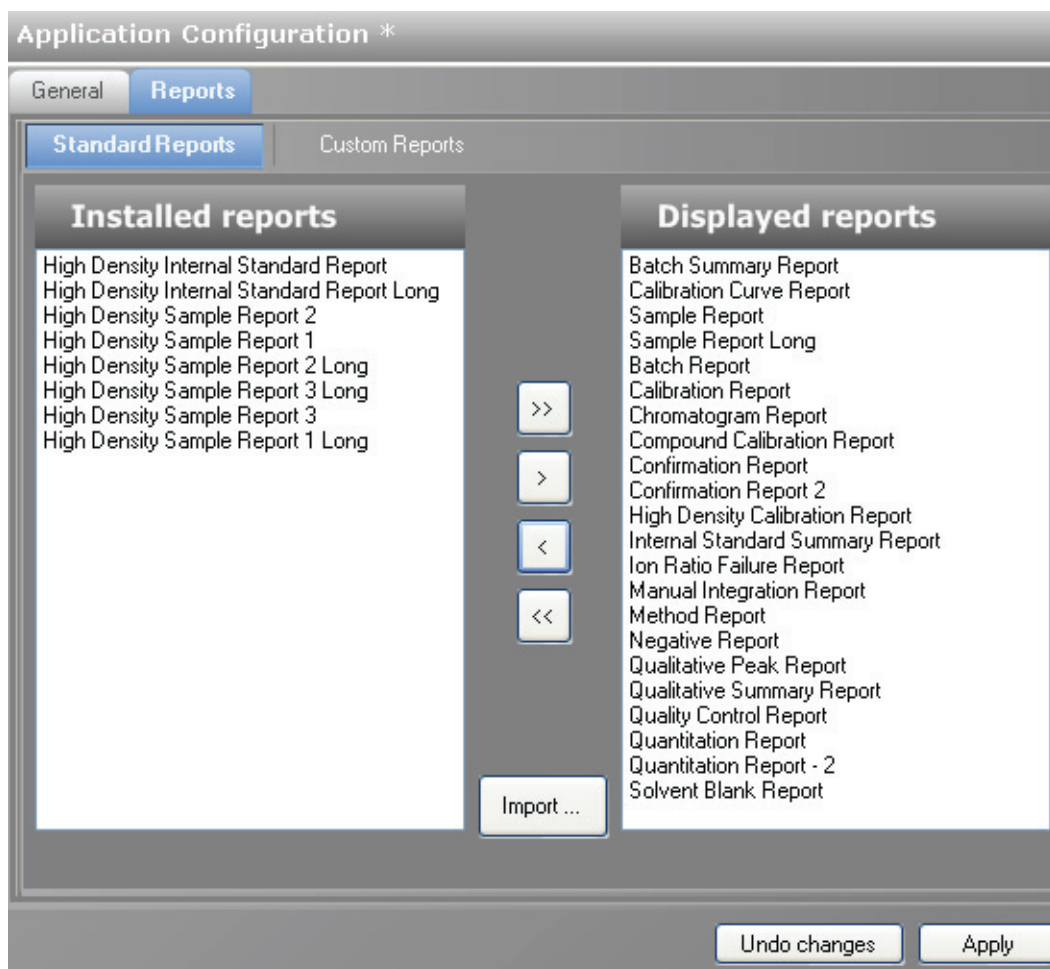 Application Configuration *
General Reports
Standard Reports Custom Reports
Installed reports
High Density Internal Standard Report
High Density Internal Standard Report Long
High Density Sample Report 2
High Density Sample Report 1
High Density Sample Report 2 Long
High Density Sample Report 3 Long
High Density Sample Report 3
High Density Sample Report 1 Long
>>
>
<
<<
Import ...
Displayed reports
Batch Summary Report
Calibration Curve Report
Sample Report
Sample Report Long
Batch Report
Calibration Report
Chromatogram Report
Compound Calibration Report
Confirmation Report
Confirmation Report 2
High Density Calibration Report
Internal Standard Summary Report
Ion Ratio Failure Report
Manual Integration Report
Method Report
Negative Report
Qualitative Peak Report
Qualitative Summary Report
Quality Control Report
Quantitation Report
Quantitation Report - 2
Solvent Blank Report
Undo changes Apply